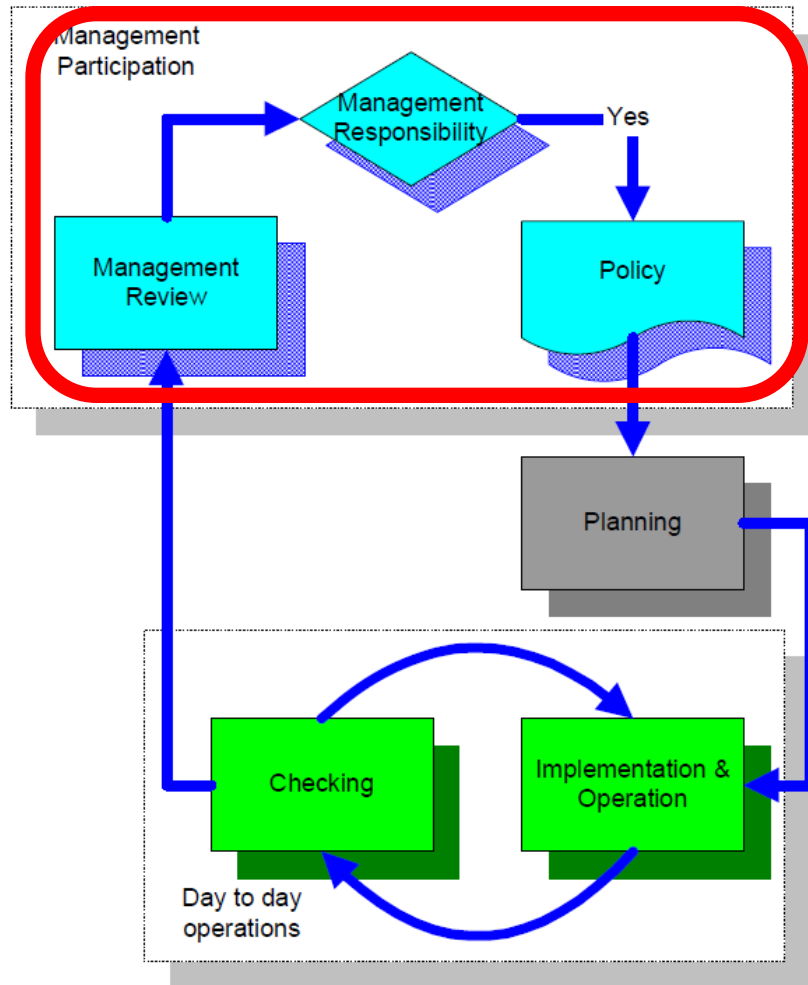 Management
Participation
Management
Responsibility
Yes
Management
Review
Policy
Planning
Checking
Implementation &
Operation
Day to day
operations